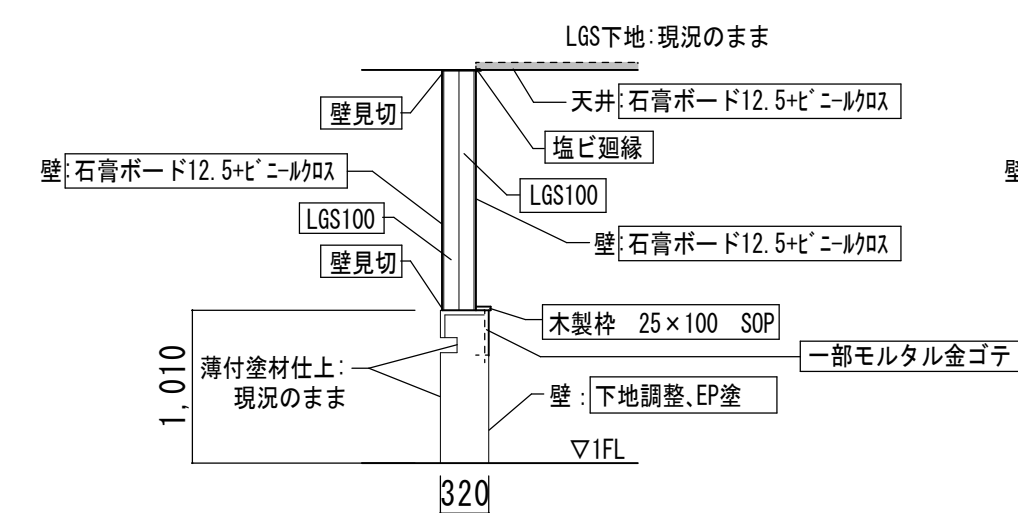 LGS下地:現況のまま
壁見切
天井:石膏ボード12.5+ﾋﾞﾆｰﾙｸﾛｽ
塩ビ廻縁
壁:石膏ボード12.5+ﾋﾞﾆｰﾙｸﾛｽ
壁
LGS100
LGS100
壁:石膏ボード12.5+ﾋﾞﾆｰﾙｸﾛｽ
壁見切
木製枠 25×100 SOP
一部モルタル金ゴテ
薄付塗材仕上:
現況のまま
1,010
壁:下地調整、EP塗
▽1FL
320